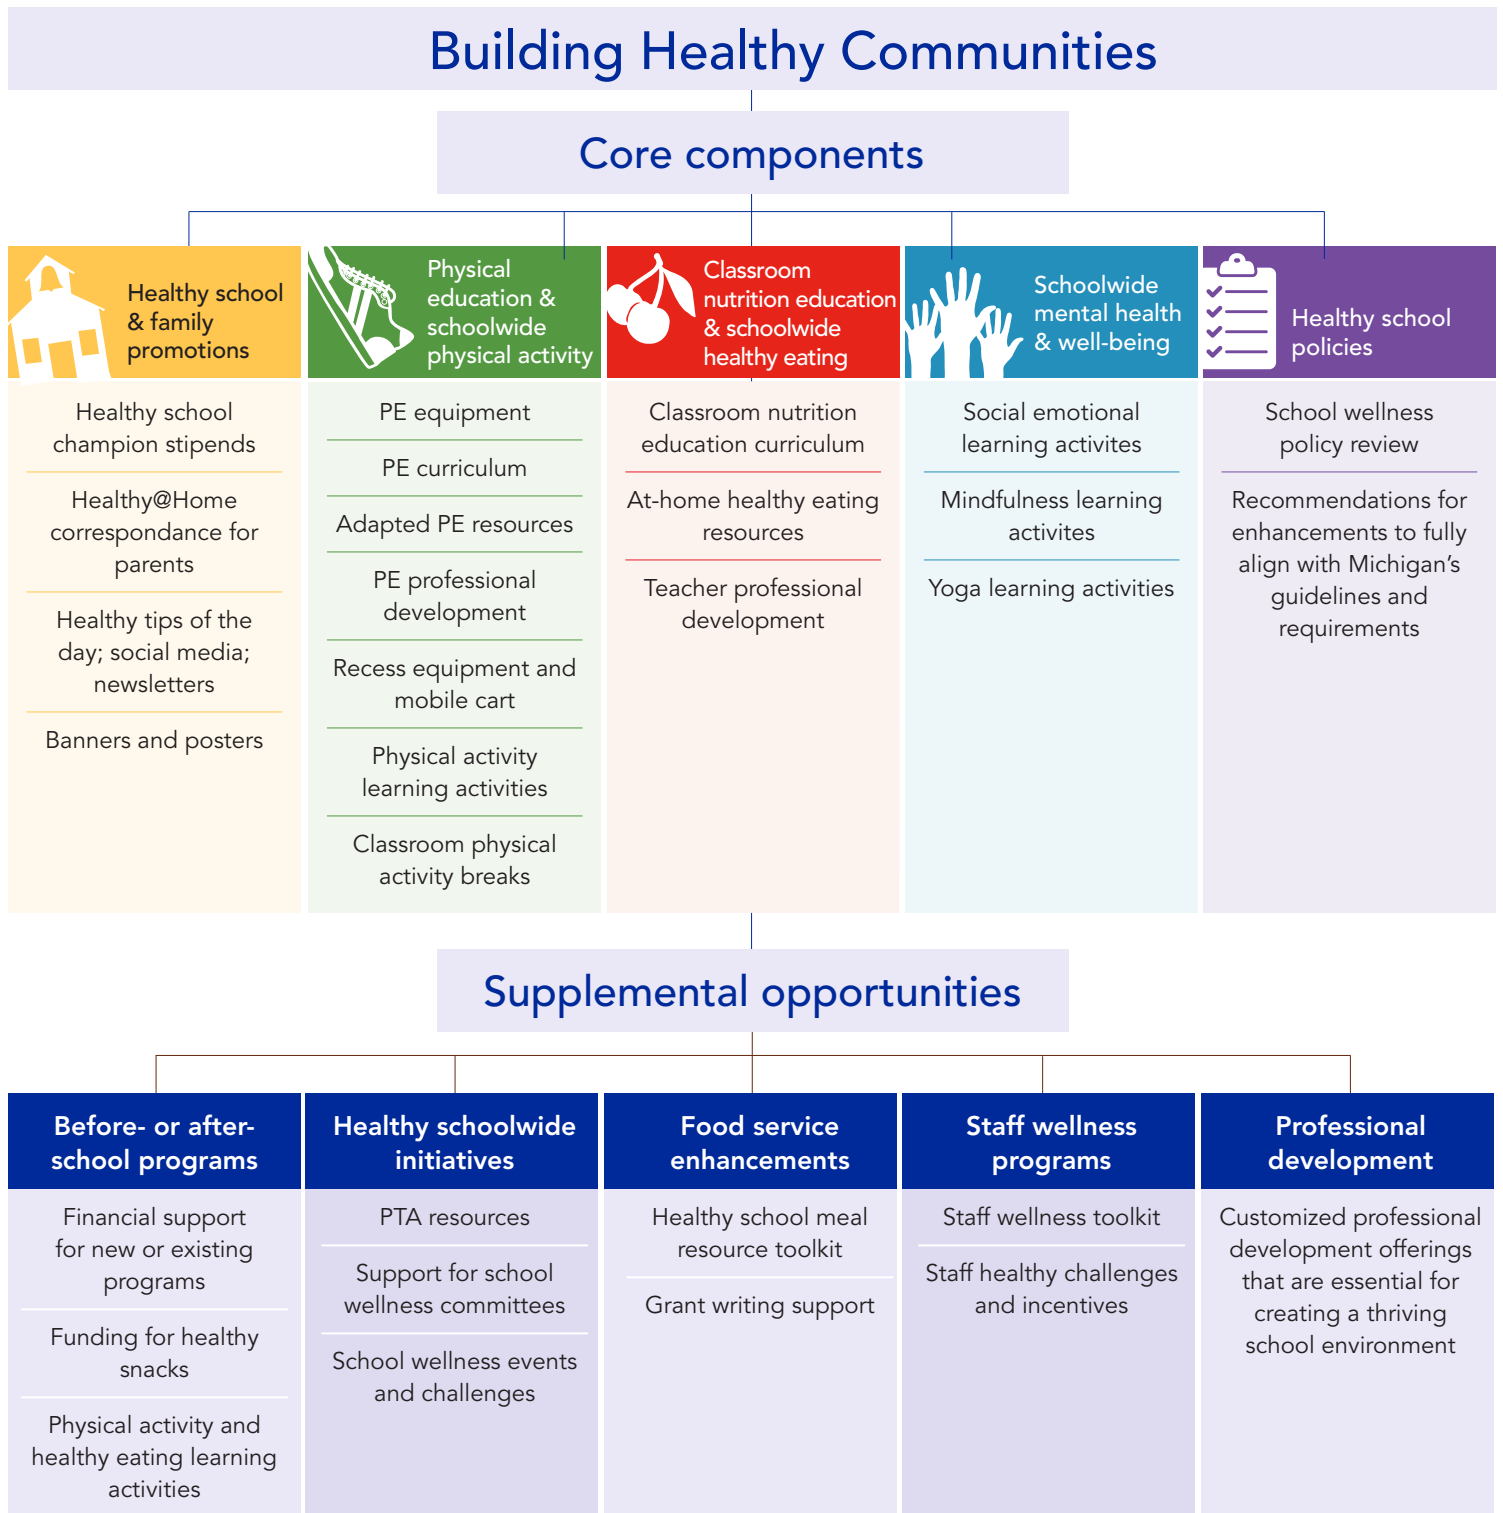 Building Healthy Communities
Core components
Healthy school
& family
promotions
Healthy school
champion stipends
Healthy@Home
correspondance for
parents
Healthy tips of the
day; social media;
newsletters
Banners and posters
Physical
education &
schoolwide
physical activity
PE equipment
PE curriculum
Adapted PE resources
PE professional
development
Recess equipment and
mobile cart
Physical activity
learning activities
Classroom physical
activity breaks
Classroom
nutrition education
& schoolwide
healthy eating
Classroom nutrition
education curriculum
At-home healthy eating
resources
Teacher professional
development
Schoolwide
mental health
& well-being
Social emotional
learning activites
Mindfulness learning
activites
Yoga learning activities
Healthy school
policies
School wellness
policy review
Recommendations for
enhancements to fully
align with Michigan’s
guidelines and
requirements
Supplemental opportunities
Before- or after-
school programs
Financial support
for new or existing
programs
Funding for healthy
snacks
Physical activity and
healthy eating learning
activities
Healthy schoolwide
initiatives
PTA resources
Support for school
wellness committees
School wellness events
and challenges
Food service
enhancements
Healthy school meal
resource toolkit
Grant writing support
Staff wellness
programs
Staff wellness toolkit
Staff healthy challenges
and incentives
Professional
development
Customized professional
development offerings
that are essential for
creating a thriving
school environment